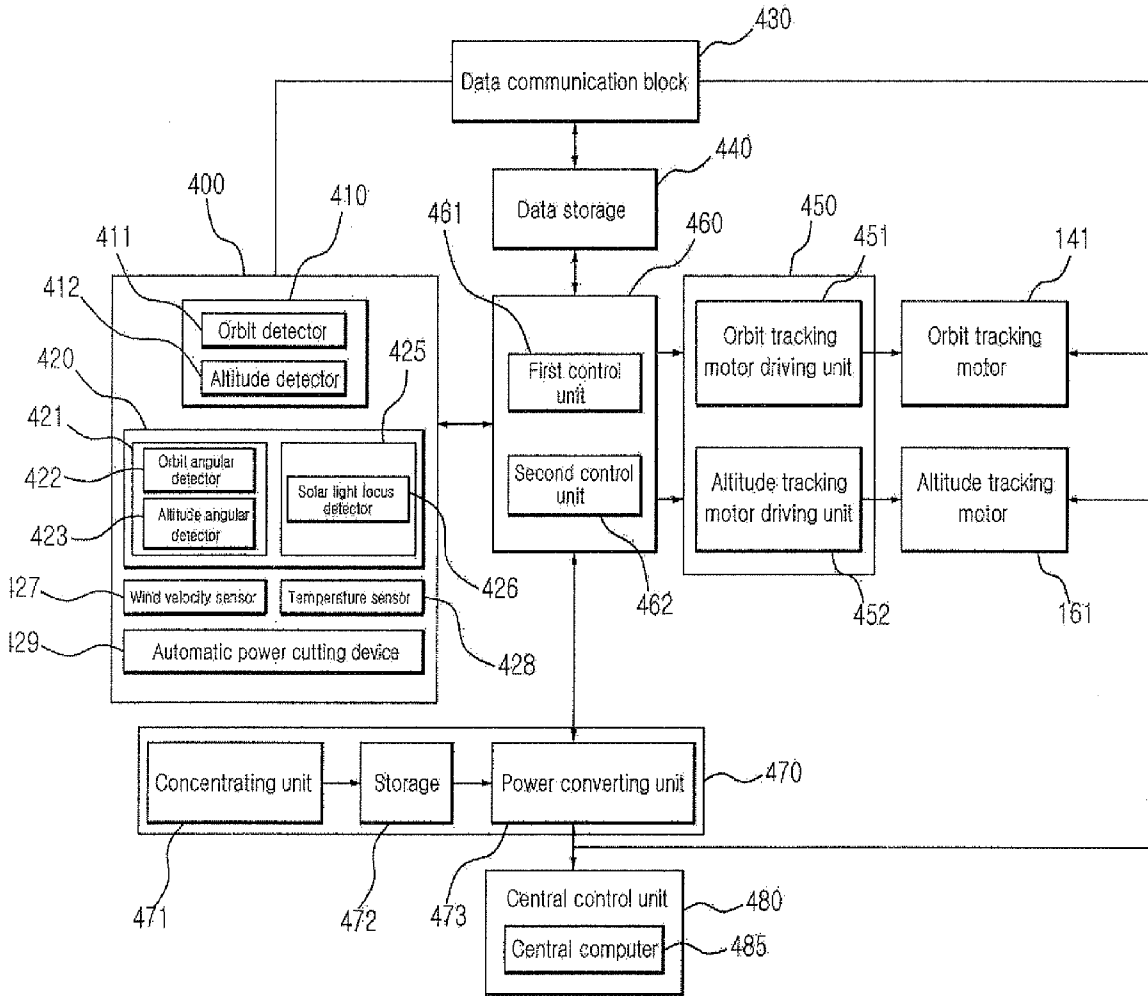 430
Data communication block
440
Data storage
400
410
411
412
Orbit detector
Altitude detector
420
421
422
423
425
Orbit angular
detector
Altitude angular
detector
Solar light focus
detector
426
427
Wind velocity sensor
Temperature sensor
428
429
Automatic power cutting device
461
460
First control
unit
Second control
unit
462
450
451
Orbit tracking
motor driving unit
Altitude tracking
motor driving unit
452
141
Orbit tracking
motor
Altitude tracking
motor
161
Concentrating unit
Storage
Power converting unit
470
471
472
473
Central control unit
480
Central computer
485